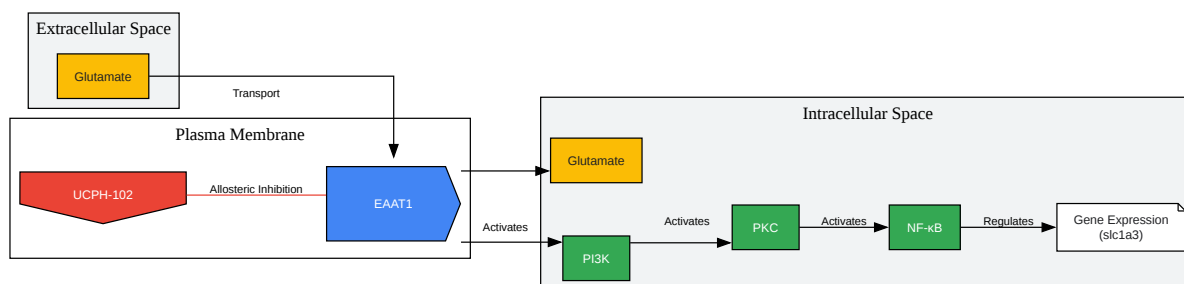 Extracellular Space
Glutamate
Transport
Plasma Membrane
UCPH-102
Allosteric Inhibition
EAAT1
Activates
Intracellular Space
Glutamate
PI3K
Activates
PKC
Activates
NF-κB
Regulates
Gene Expression
(slc1a3)